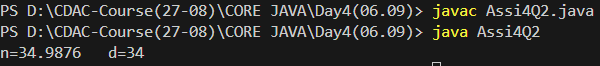 PS D:\CDAC-Course(27-08)\CORE JAVA\Day4(06.09)> javac Assi4Q2.java
PS D:\CDAC-Course(27-08)\CORE JAVA\Day4(06.09)> java Assi4Q2
n=34.9876   d=34